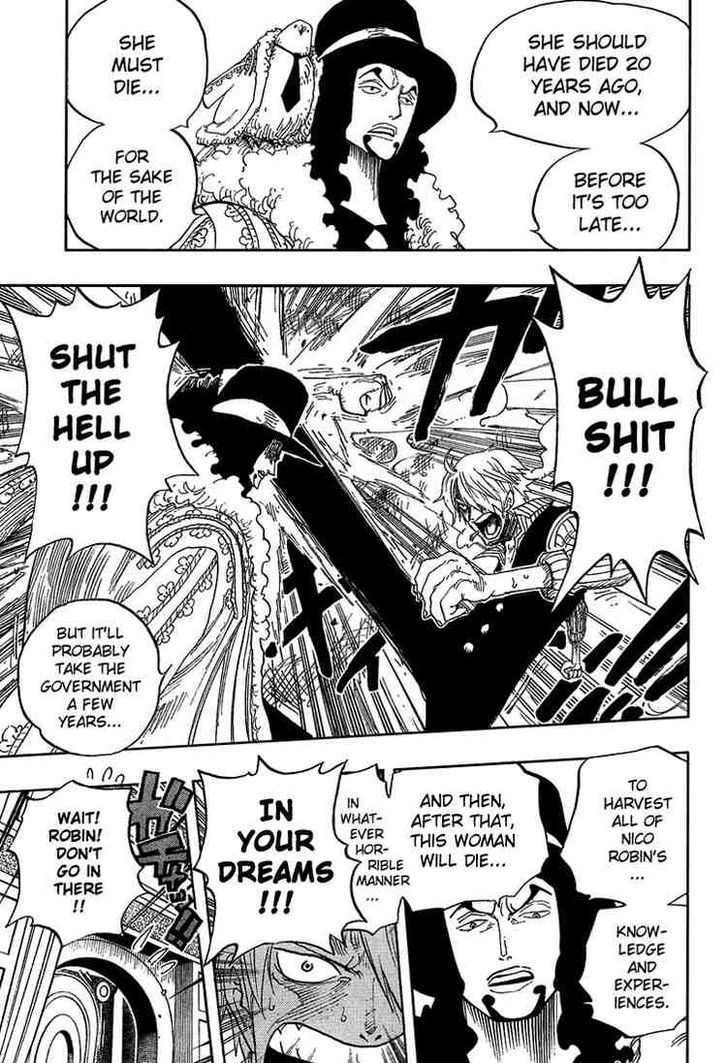 SHE SHOULD
HAVE DIED 20
YEARS AGO,
AND NOW...
BEFORE
IT'S TOO
LATE...
SHE
MUST
DIE...
FOR
THE SAKE
OF THE
WORLD.
BULL
SHIT
!!!
SHUT
THE
HELL
UP
!!!
BUT IT'LL
PROBABLY
TAKE THE
GOVERNMENT
A FEW
YEARS...
TO
HARVEST
ALL OF
NICO
ROBIN'S
...
KNOW-
LEDGE
AND
EXPER-
IENCES.
AND THEN,
AFTER THAT,
THIS WOMAN
WILL DIE...
IN
WHAT-
EVER
HOR-
RIBLE
MANNER
...
IN
YOUR
DREAMS
!!!
WAIT!
ROBIN!
DON'T
GO IN
THERE
!!